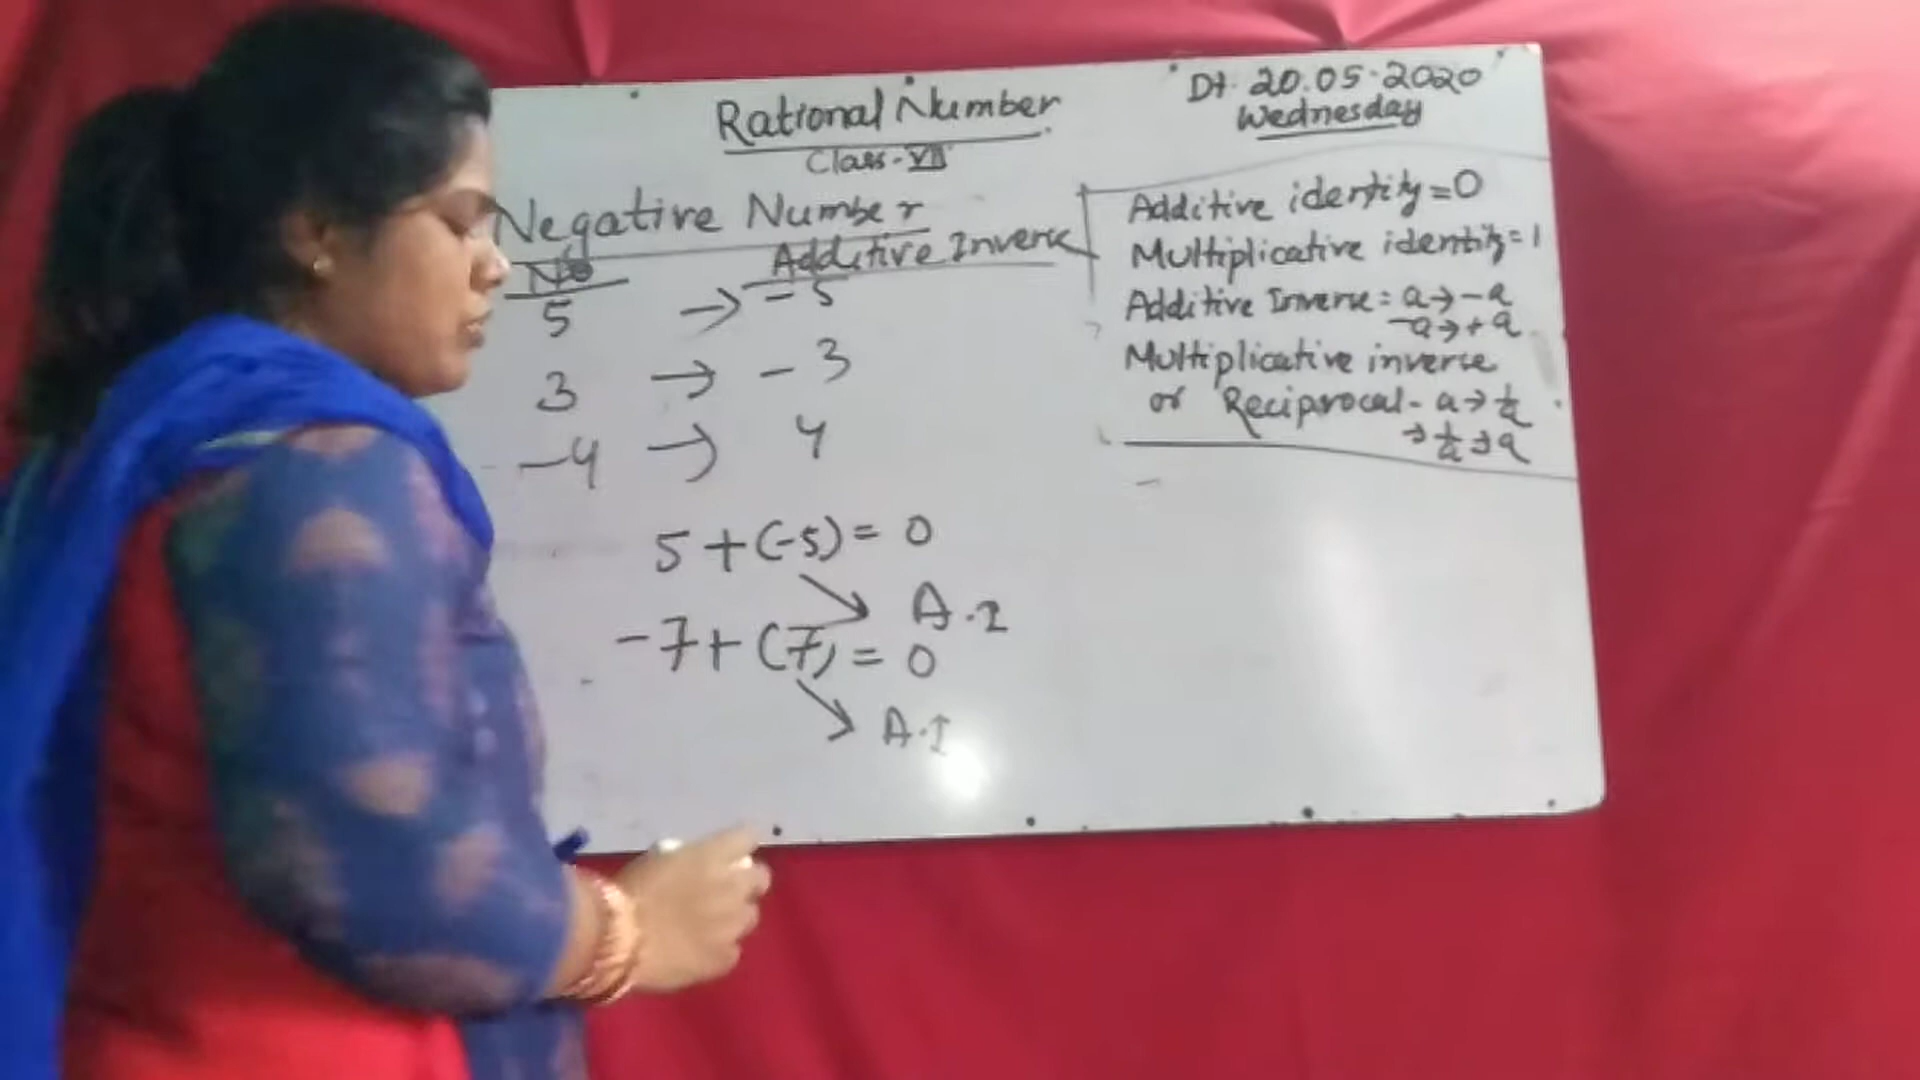 Rational Number
Class-VII
Dt. 20.05.2020
Wednesday
Negative Number
No Additive Inverse
5 → -5
3 → -3
-4 → 4
5+(-5)= 0
A.I
-7+(7)= 0
A.I
Additive identity=0
Multiplicative identity=1
Additive Inverse: a→-a
-a→+a
Multiplicative inverse
or Reciprocal- a→1/a
→1/a→a